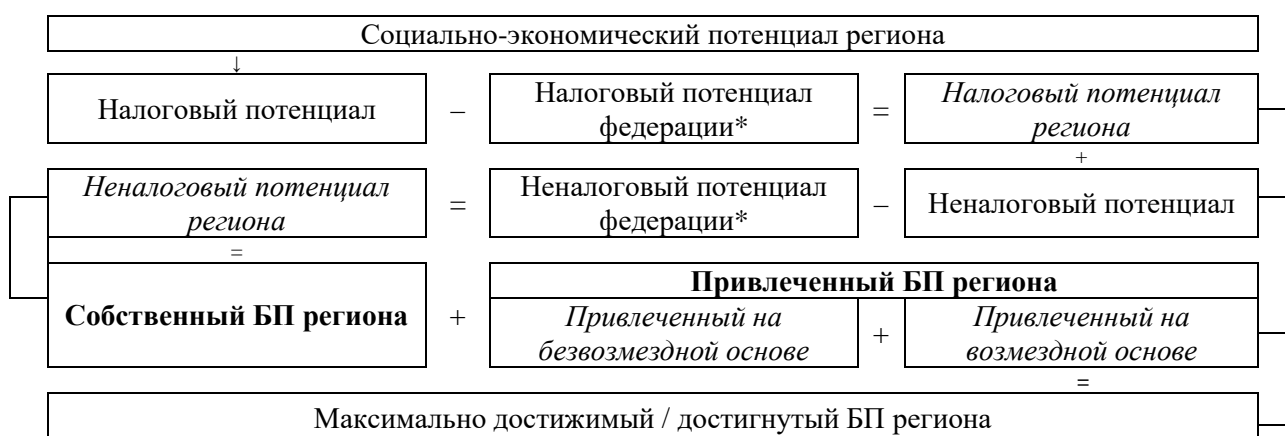 Социально-экономический потенциал региона
↓
Налоговый потенциал – Налоговый потенциал федерации* = Налоговый потенциал региона
+
Неналоговый потенциал региона = Неналоговый потенциал федерации* – Неналоговый потенциал
=
Собственный БП региона +
Привлеченный БП региона
Привлеченный на безвозмездной основе + Привлеченный на возмездной основе
=
Максимально достижимый / достигнутый БП региона